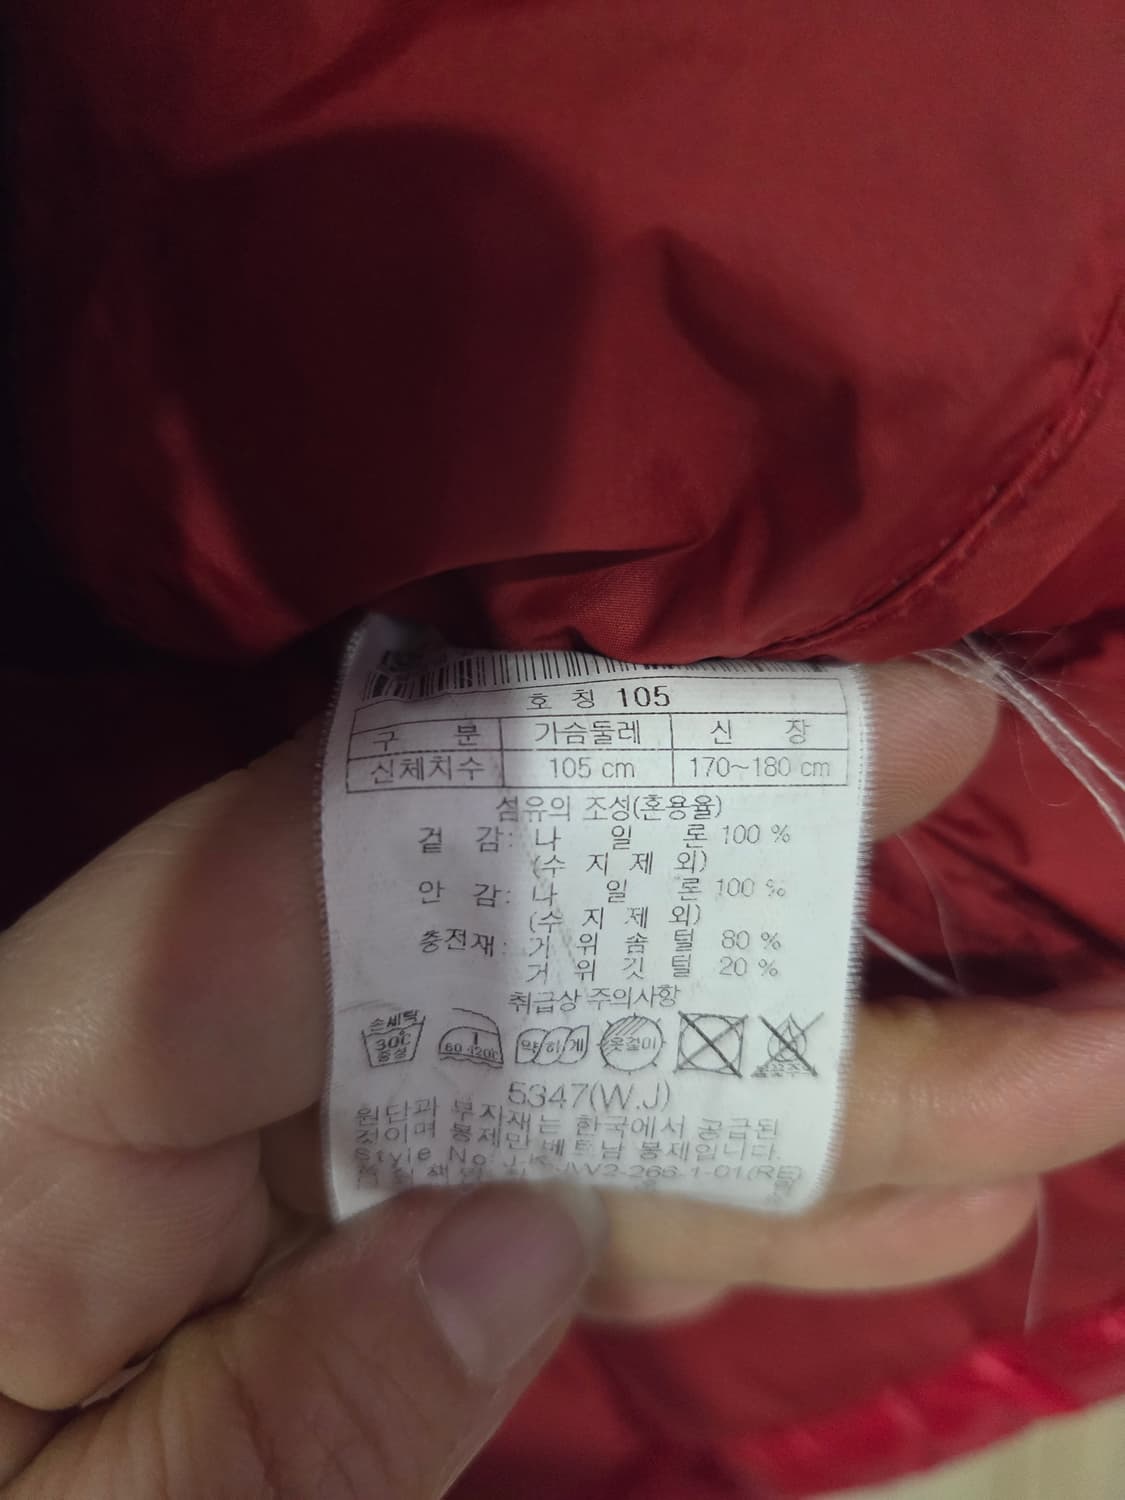 호 칭 105
구 분 가슴둘레 신 장
신체치수 105 cm 170~180 cm
섬유의 조성(혼용율)
겉 감: 나 일 론 100 %
(수 지 제 외)
안 감: 나 일 론 100 %
(수 지 제 외)
충전재: 거 위 솜 털 80 %
거 위 깃 털 20 %
취급상 주의사항
손세탁 30℃ 중성
약하게
옷걸이
5347(W.J)
원단과 부자재는 한국에서 공급된
것이며 봉제만 베트남 봉제입니다.
Style No: